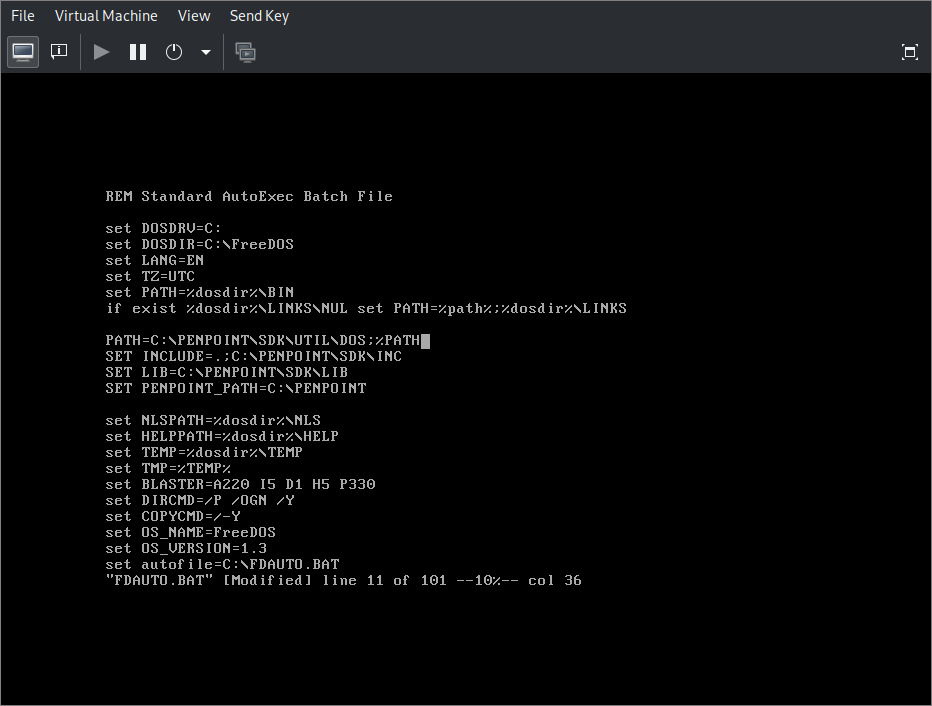 File Virtual Machine View Send Key
REM Standard AutoExec Batch File
set DOSDRV=C:
set DOSDIR=C:\FreeDOS
set LANG=EN
set TZ=UTC
set PATH=%dosdir%\BIN
if exist %dosdir%\LINKS\NUL set PATH=%path%;%dosdir%\LINKS
PATH=C:\PENPOINT\SDK\UTIL\DOS;%PATH
SET INCLUDE=.;C:\PENPOINT\SDK\INC
SET LIB=C:\PENPOINT\SDK\LIB
SET PENPOINT_PATH=C:\PENPOINT
set NLSPATH=%dosdir%\NLS
set HELPPATH=%dosdir%\HELP
set TEMP=%dosdir%\TEMP
set TMP=%TEMP%
set BLASTER=A220 I5 D1 H5 P330
set DIRCMD=/P /OGN /Y
set COPYCMD=/-Y
set OS_NAME=FreeDOS
set OS_VERSION=1.3
set autofile=C:\FDAUTO.BAT
"FDAUTO.BAT" [Modified] line 11 of 101 --10%-- col 36